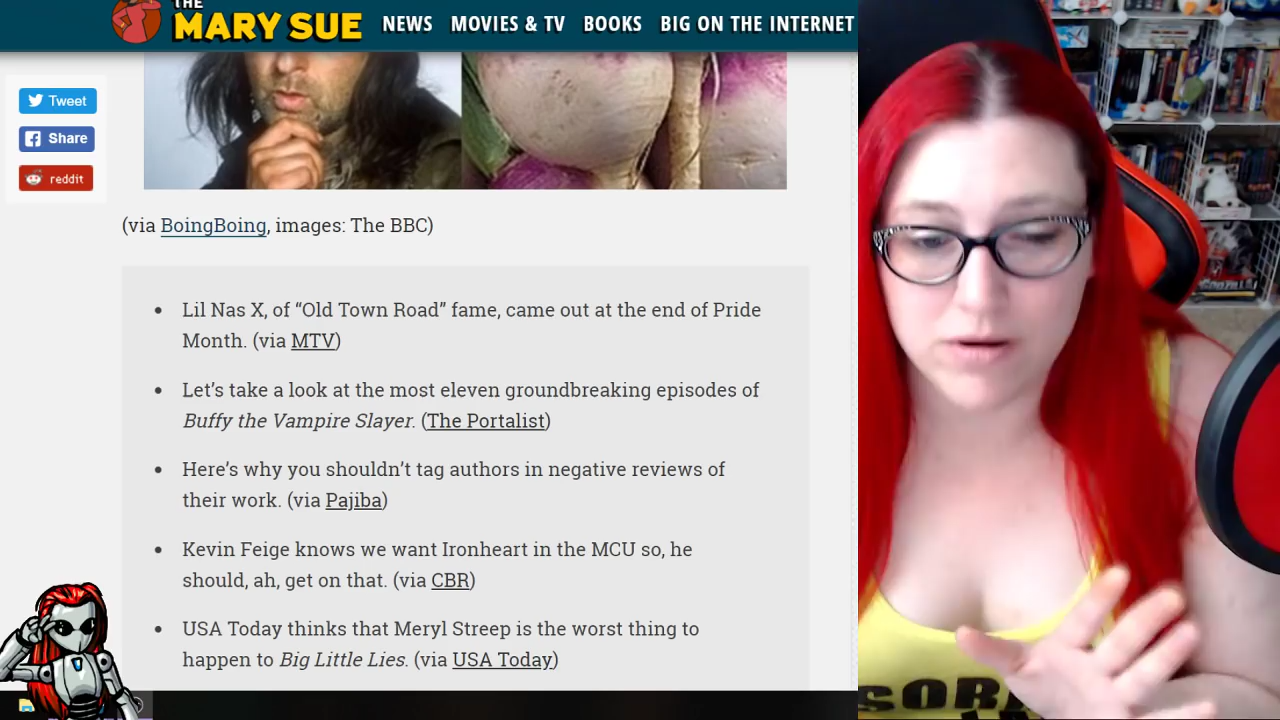 THE
MARY SUE
NEWS MOVIES & TV BOOKS BIG ON THE INTERNET
Tweet
Share
reddit
(via BoingBoing, images: The BBC)
Lil Nas X, of “Old Town Road” fame, came out at the end of Pride
Month. (via MTV)
Let’s take a look at the most eleven groundbreaking episodes of
Buffy the Vampire Slayer. (The Portalist)
Here’s why you shouldn’t tag authors in negative reviews of
their work. (via Pajiba)
Kevin Feige knows we want Ironheart in the MCU so, he
should, ah, get on that. (via CBR)
USA Today thinks that Meryl Streep is the worst thing to
happen to Big Little Lies. (via USA Today)
GODZILLA